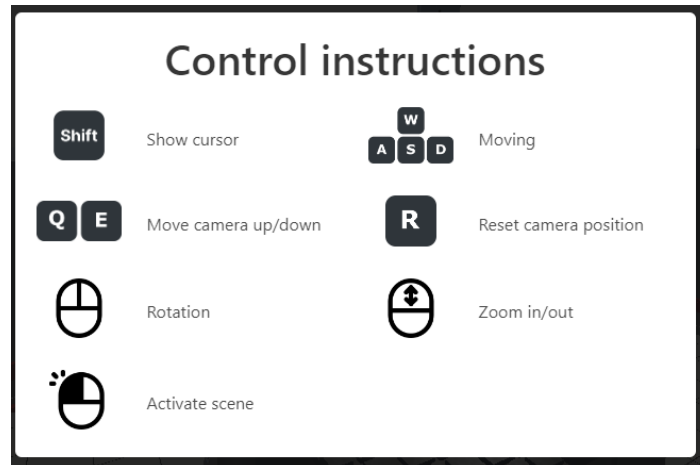 Control instructions
Shift Show cursor
W
A S D Moving
Q E Move camera up/down
R Reset camera position
Rotation
Zoom in/out
Activate scene